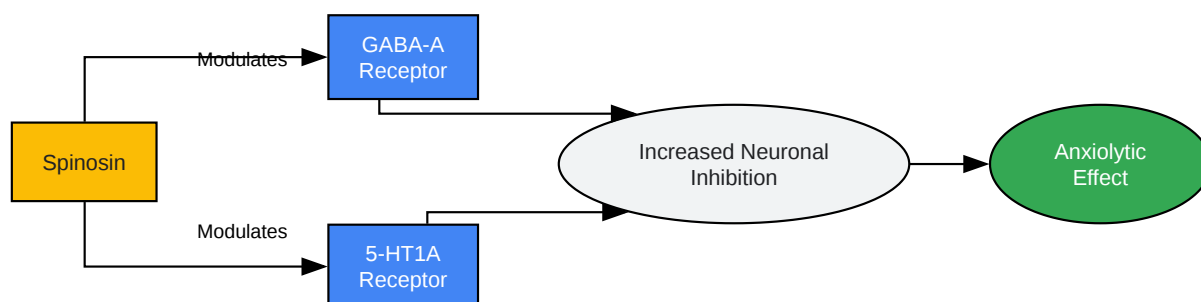 Modulates
GABA-A
Receptor
Spinosin
Increased Neuronal
Inhibition
Anxiolytic
Effect
Modulates
5-HT1A
Receptor